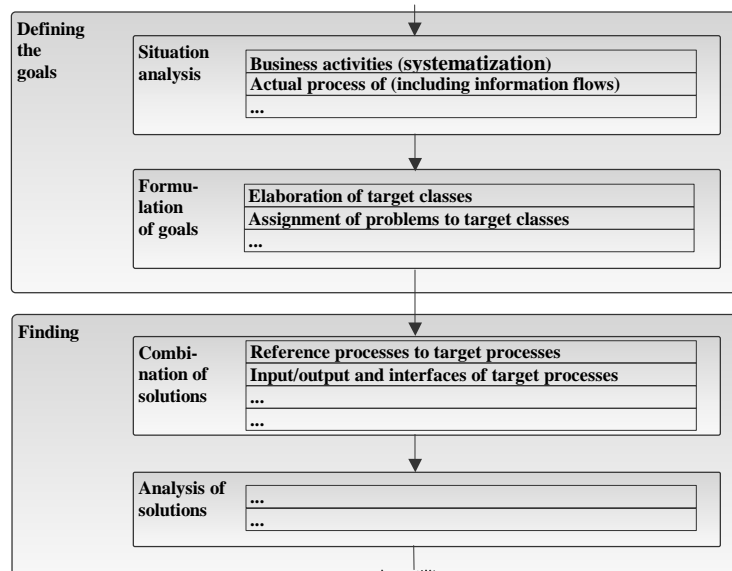 Defining
the
goals
Situation
analysis
Business activities (systematization)
Actual process of (including information flows)
...
Formu-
lation
of goals
Elaboration of target classes
Assignment of problems to target classes
...
Finding
Combi-
nation of
solutions
Reference processes to target processes
Input/output and interfaces of target processes
...
...
Analysis of
solutions
...
...